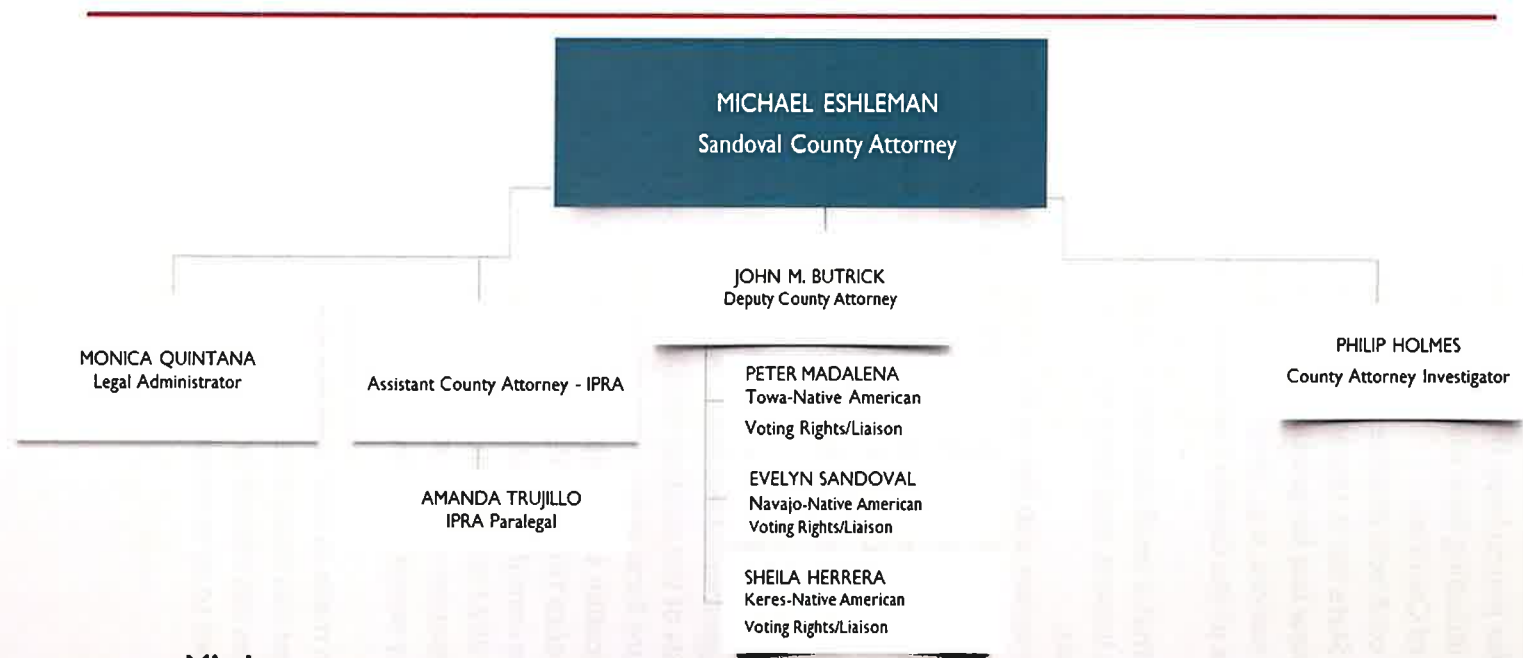 MICHAEL ESHLEMAN
Sandoval County Attorney
JOHN M. BUTRICK
Deputy County Attorney
MONICA QUINTANA
Legal Administrator
Assistant County Attorney - IPRA
PHILIP HOLMES
County Attorney Investigator
PETER MADALENA
Towa-Native American
Voting Rights/Liaison
AMANDA TRUJILLO
IPRA Paralegal
EVELYN SANDOVAL
Navajo-Native American
Voting Rights/Liaison
SHEILA HERRERA
Keres-Native American
Voting Rights/Liaison